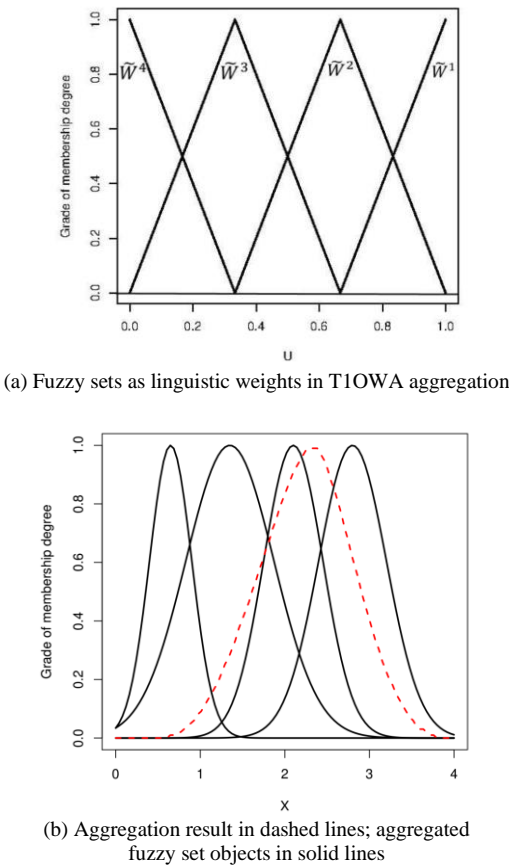 1.0
0.8
0.6
0.4
0.2
0.0
Grade of membership degree
W̃⁴ W̃³ W̃² W̃¹
0.0 0.2 0.4 0.6 0.8 1.0
U
(a) Fuzzy sets as linguistic weights in T1OWA aggregation
1.0
0.8
0.6
0.4
0.2
0.0
Grade of membership degree
0 1 2 3 4
X
(b) Aggregation result in dashed lines; aggregated
fuzzy set objects in solid lines